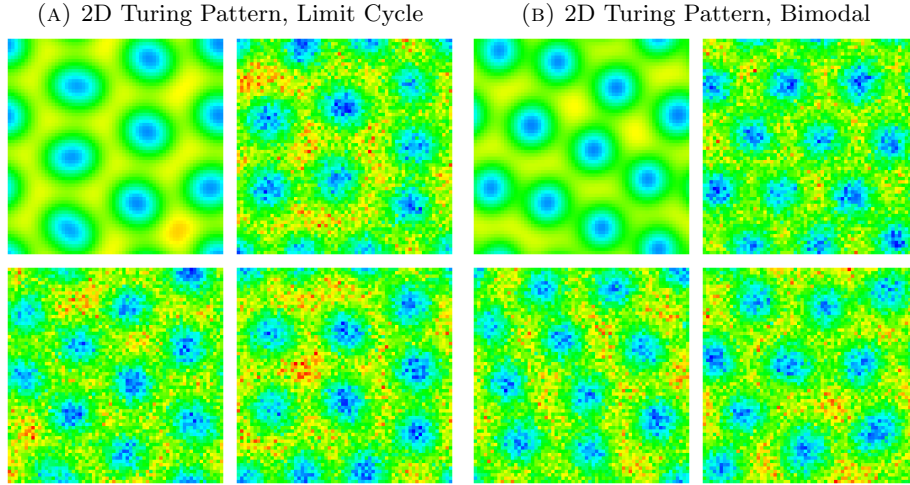 (A) 2D Turing Pattern, Limit Cycle
(B) 2D Turing Pattern, Bimodal